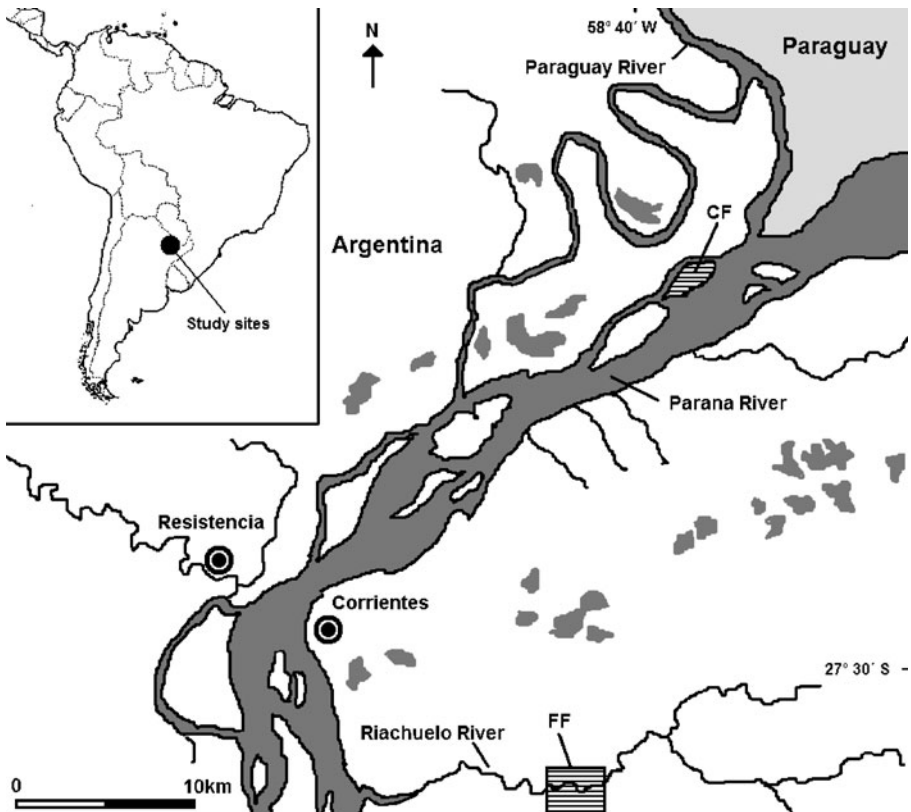 58° 40´ W
N
Paraguay
Paraguay River
CF
Argentina
Study sites
Parana River
Resistencia
Corrientes
27° 30´ S
FF
Riachuelo River
0 10km